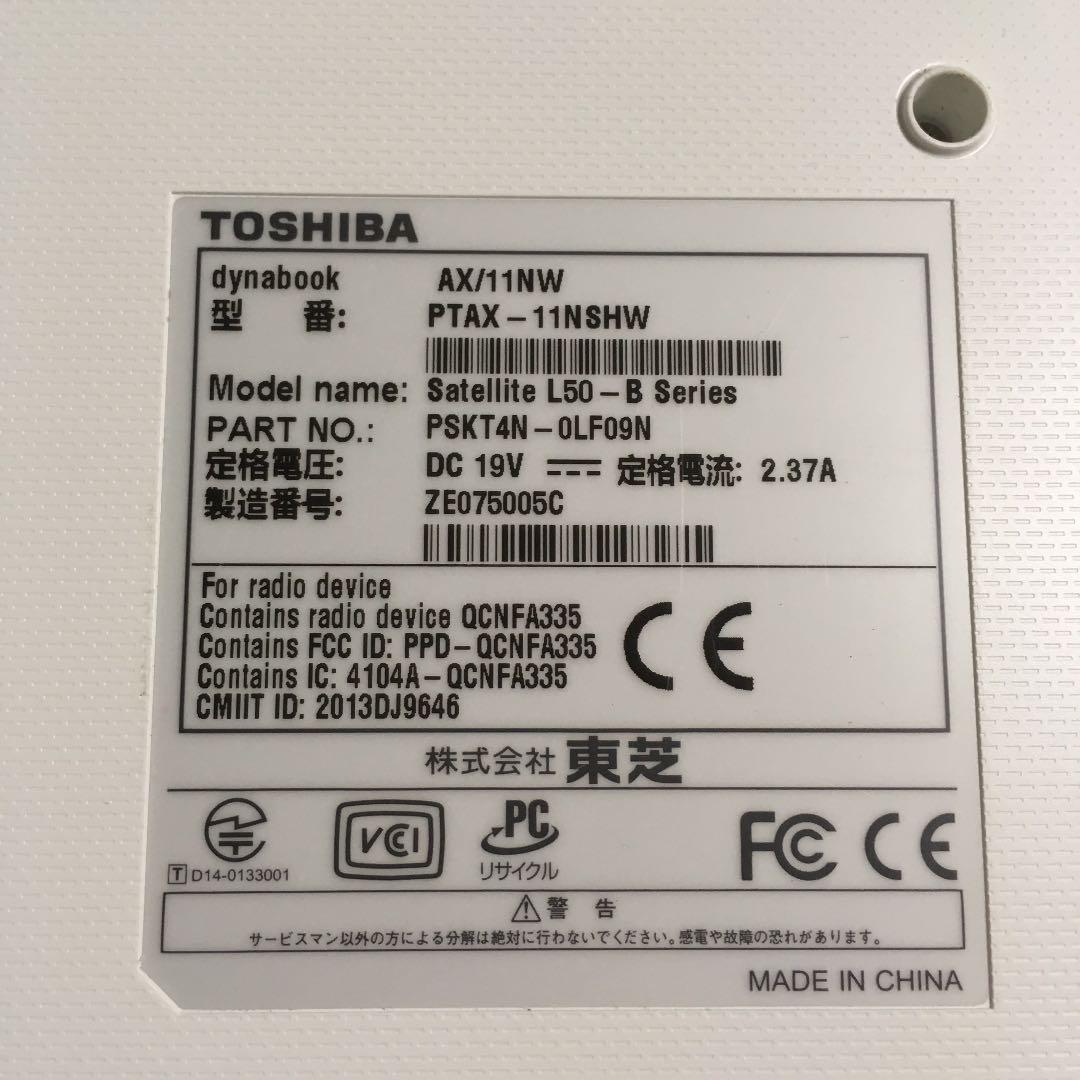 TOSHIBA
dynabook AX/11NW
型 番: PTAX-11NSHW
Model name: Satellite L50-B Series
PART NO.: PSKT4N-0LF09N
定格電圧: DC 19V 定格電流: 2.37A
製造番号: ZE075005C
For radio device
Contains radio device QCNFA335
Contains FCC ID: PPD-QCNFA335
Contains IC: 4104A-QCNFA335
CMIIT ID: 2013DJ9646
CE
株式会社 東芝
VCCI PC FC CE
リサイクル
T D14-0133001
警 告
サービスマン以外の方による分解は絶対に行わないでください。感電や故障の恐れがあります。
MADE IN CHINA